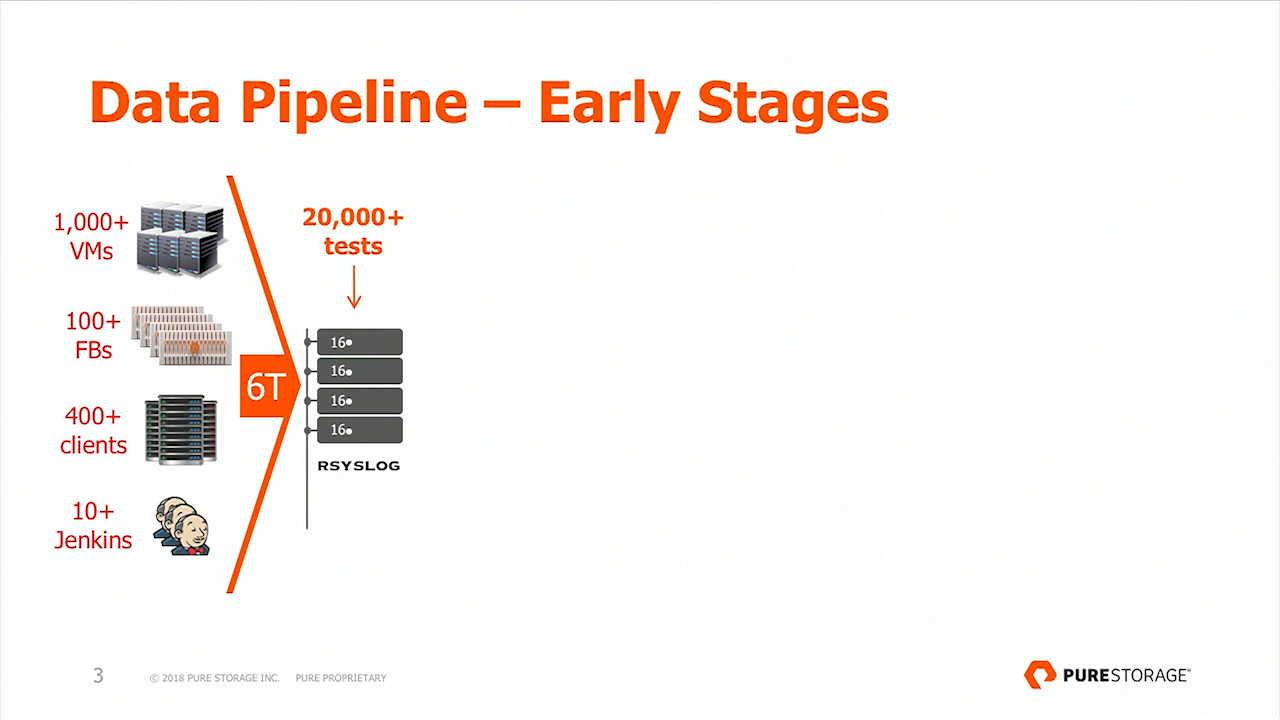 Data Pipeline – Early Stages
1,000+
VMs
100+
FBs
400+
clients
10+
Jenkins
6T
20,000+
tests
16•
16•
16•
16•
RSYSLOG
3
© 2018 PURE STORAGE INC. PURE PROPRIETARY
PURESTORAGE®